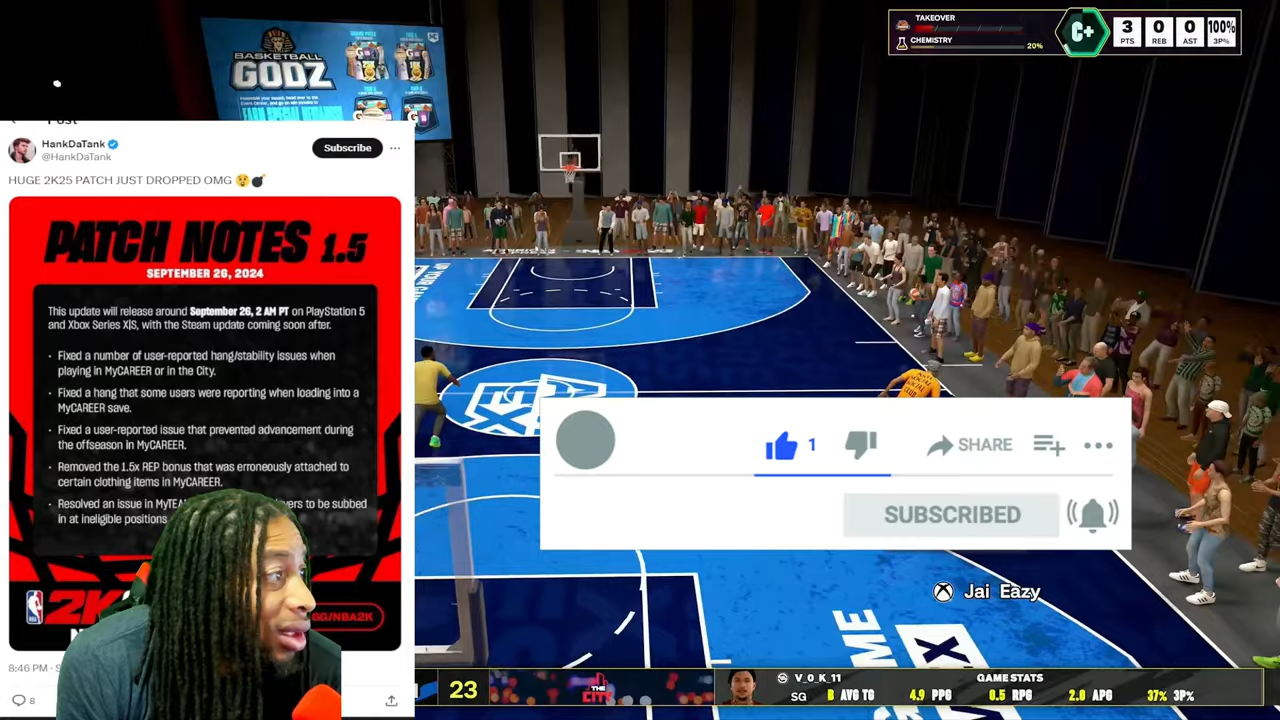 BASKETBALL
GODZ
TAKEOVER
CHEMISTRY
20%
C+
3
PTS
0
REB
0
AST
100%
3P%
Post
HankDaTank
@HankDaTank
Subscribe
HUGE 2K25 PATCH JUST DROPPED OMG 😲💣
PATCH NOTES 1.5
SEPTEMBER 26, 2024
This update will release around September 26, 2 AM PT on PlayStation 5
and Xbox Series X|S, with the Steam update coming soon after.
· Fixed a number of user-reported hang/stability issues when
playing in MyCAREER or in the City.
· Fixed a hang that some users were reporting when loading into a
MyCAREER save.
· Fixed a user-reported issue that prevented advancement during
the offseason in MyCAREER.
· Removed the 1.5x REP bonus that was erroneously attached to
certain clothing items in MyCAREER.
· Resolved an issue in to be subbed
in at ineligible positions
2K
GG/NBA2K
8:46 PM
8
1
SHARE
SUBSCRIBED
Jai Eazy
23
THE
CITY
V_O_K_11
SG
B AVG TG
GAME STATS
4.9 PPG
0.5 RPG
2.0 APG
37% 3P%